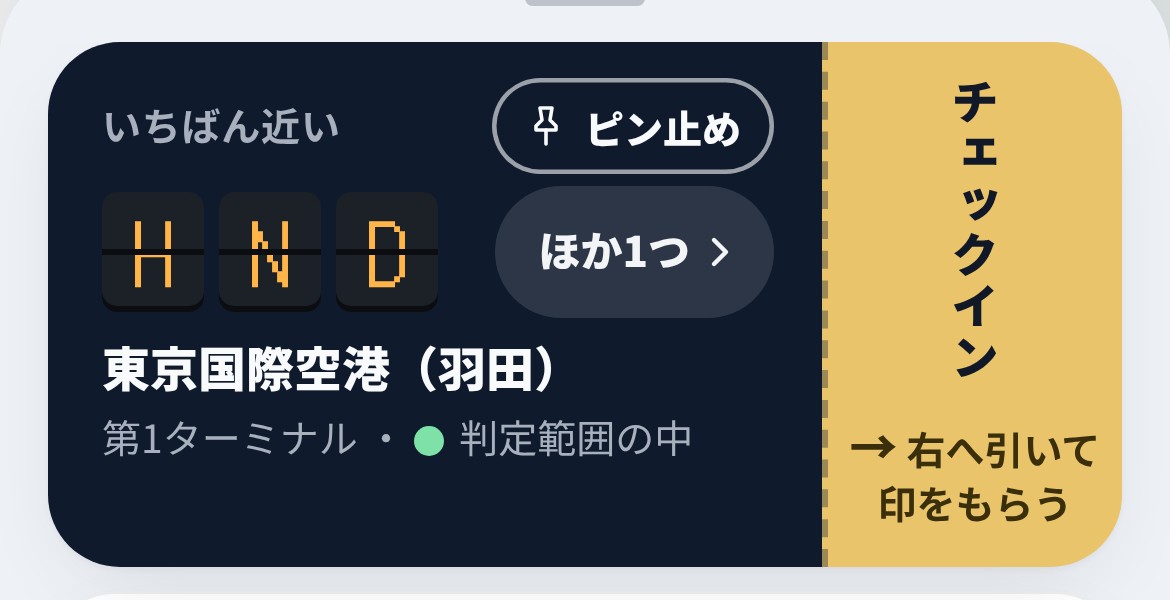 いちばん近い
ピン止め
HND
ほか1つ
東京国際空港（羽田）
第1ターミナル ・ 判定範囲の中
チェックイン
→ 右へ引いて
印をもらう